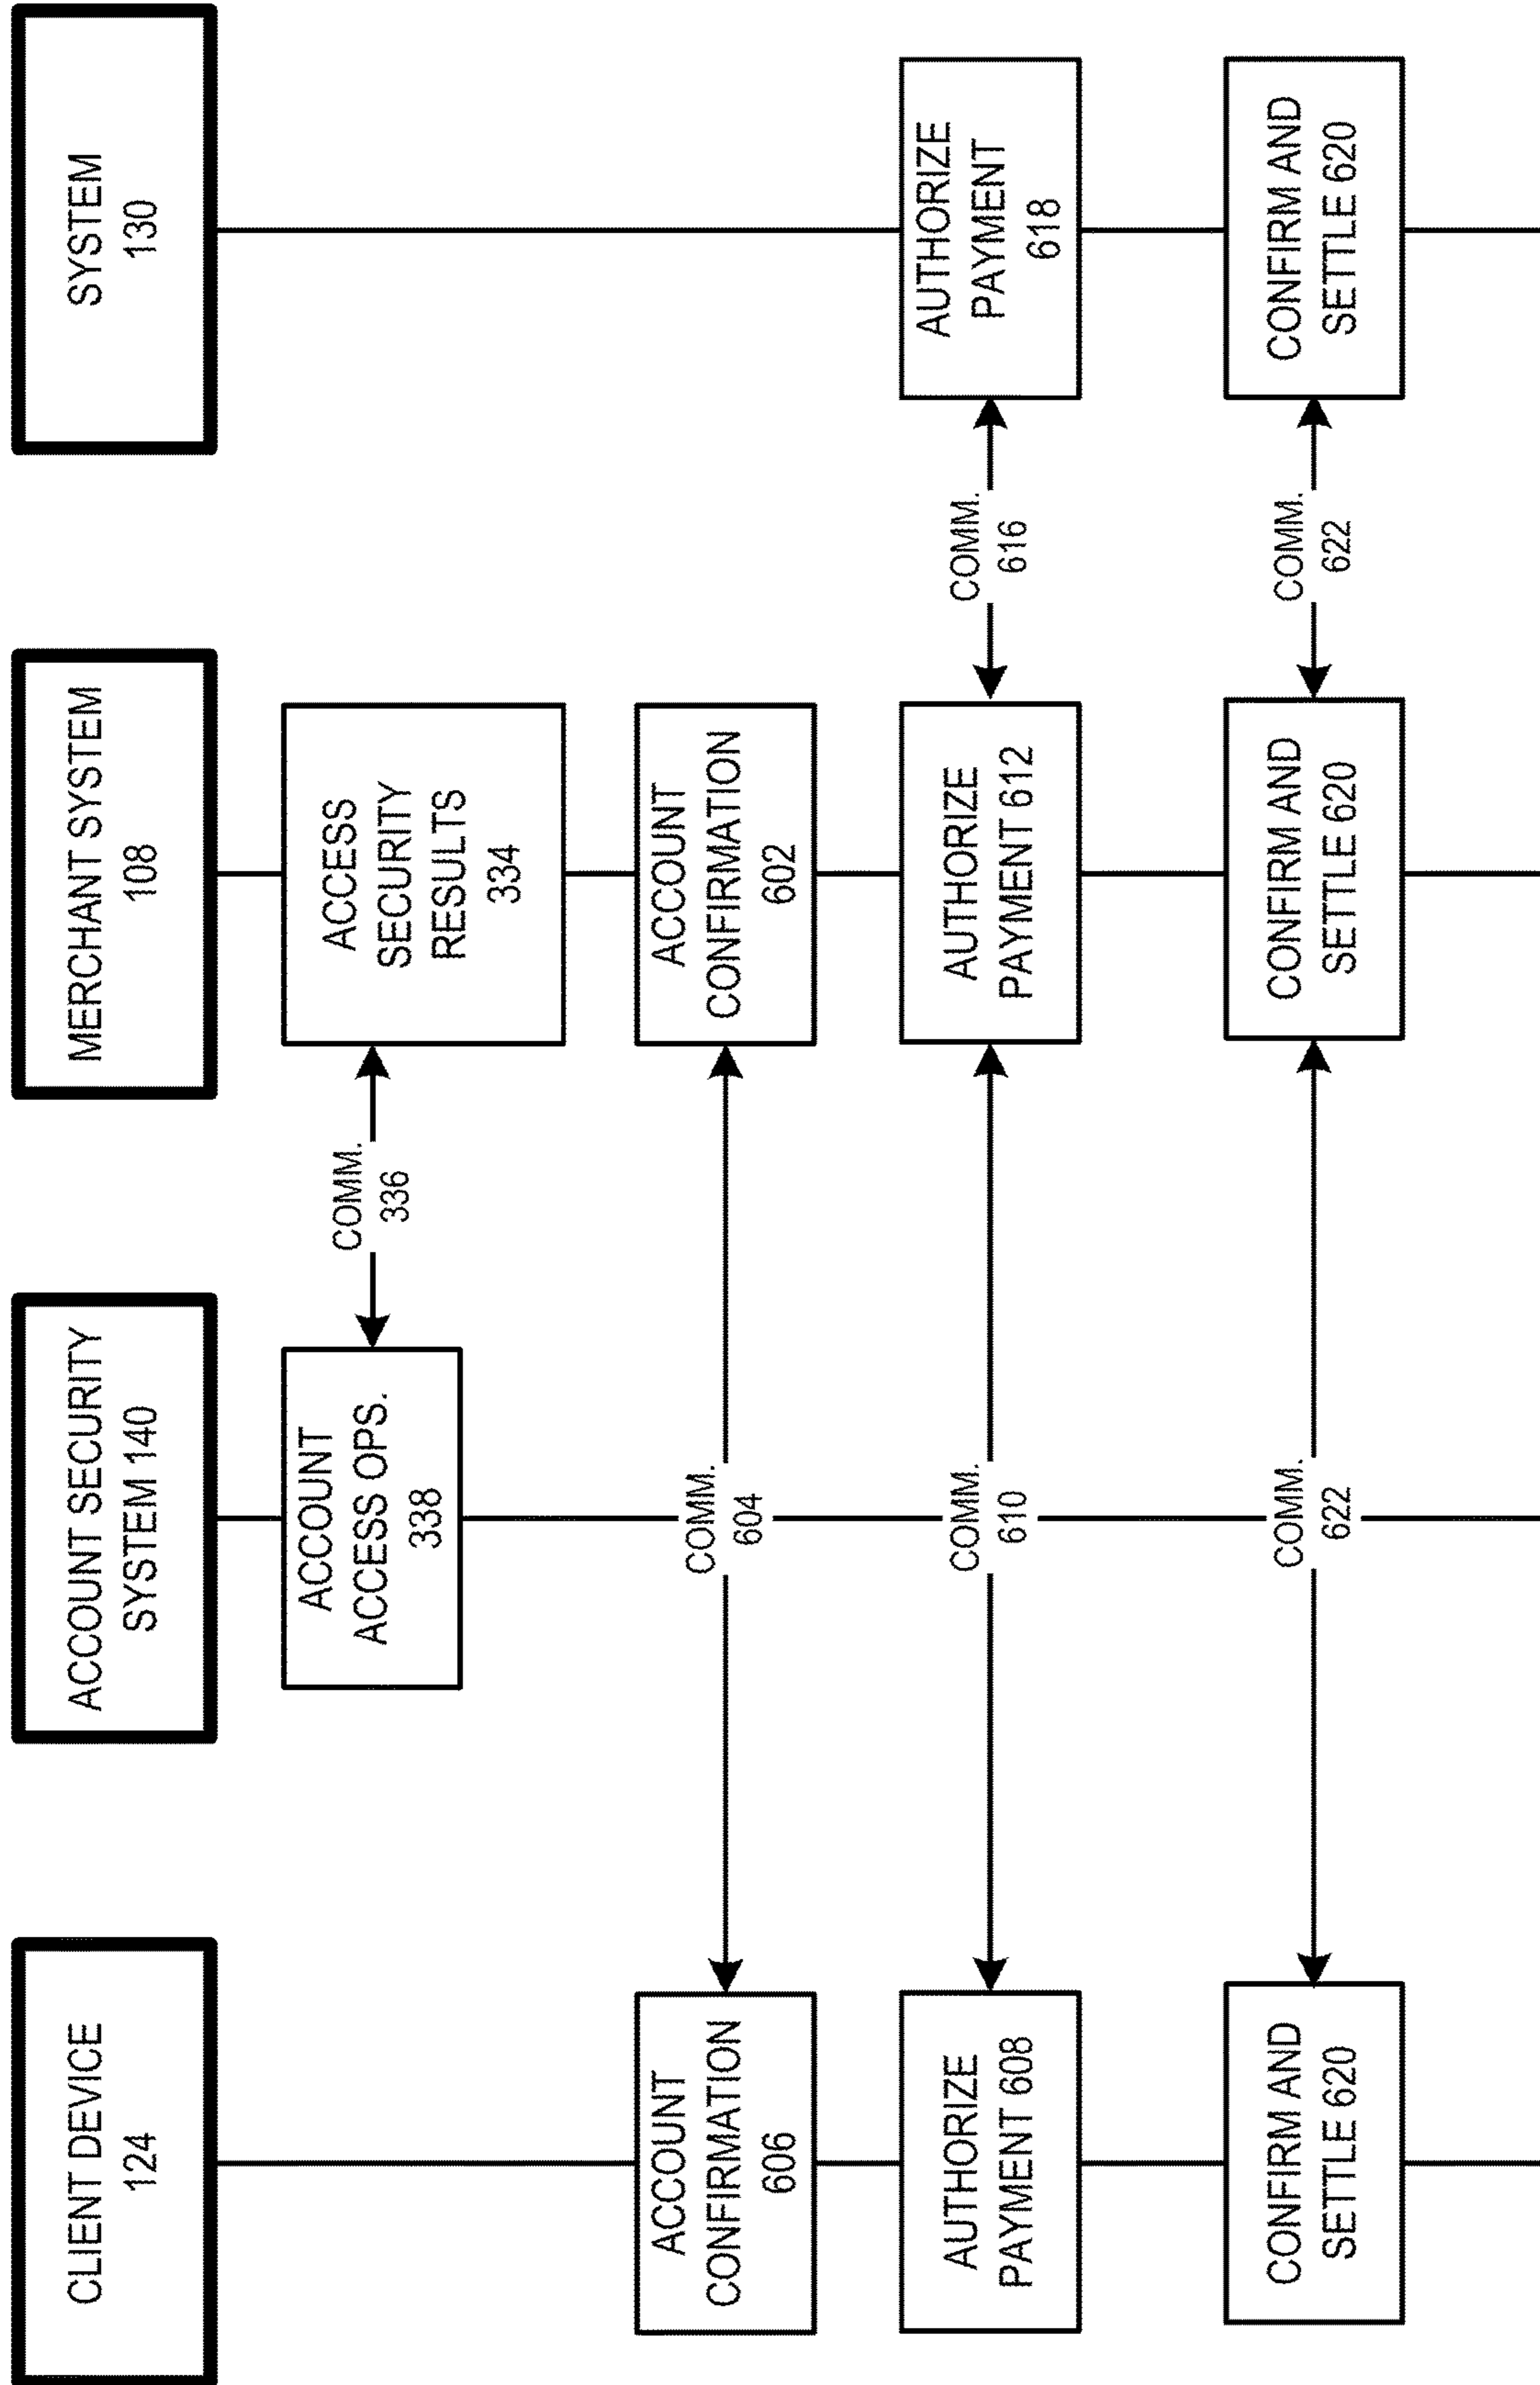 CLIENT DEVICE
124
ACCOUNT SECURITY
SYSTEM 140
MERCHANT SYSTEM
108
SYSTEM
130
ACCOUNT
ACCESS OPS.
338
COMM.
336
ACCESS
SECURITY
RESULTS
334
ACCOUNT
CONFIRMATION
606
COMM.
604
ACCOUNT
CONFIRMATION
602
AUTHORIZE
PAYMENT 608
COMM.
610
AUTHORIZE
PAYMENT 612
COMM.
616
AUTHORIZE
PAYMENT
618
CONFIRM AND
SETTLE 620
COMM.
622
CONFIRM AND
SETTLE 620
COMM.
622
CONFIRM AND
SETTLE 620